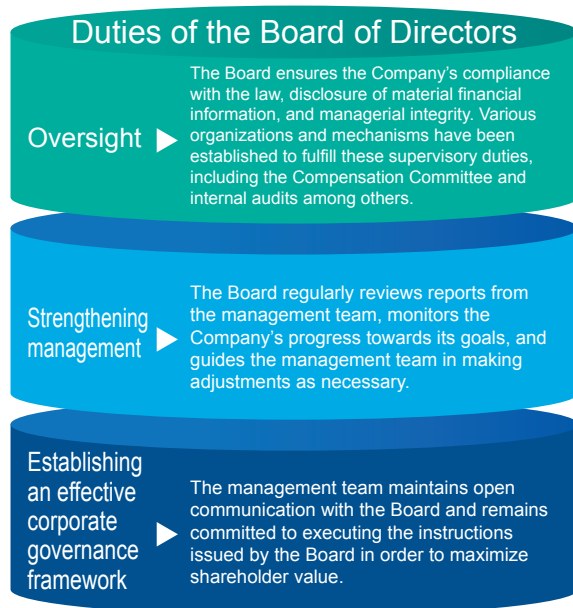 Duties of the Board of Directors
Oversight
The Board ensures the Company's compliance
with the law, disclosure of material financial
information, and managerial integrity. Various
organizations and mechanisms have been
established to fulfill these supervisory duties,
including the Compensation Committee and
internal audits among others.
Strengthening
management
The Board regularly reviews reports from
the management team, monitors the
Company's progress towards its goals, and
guides the management team in making
adjustments as necessary.
Establishing
an effective
corporate
governance
framework
The management team maintains open
communication with the Board and remains
committed to executing the instructions
issued by the Board in order to maximize
shareholder value.